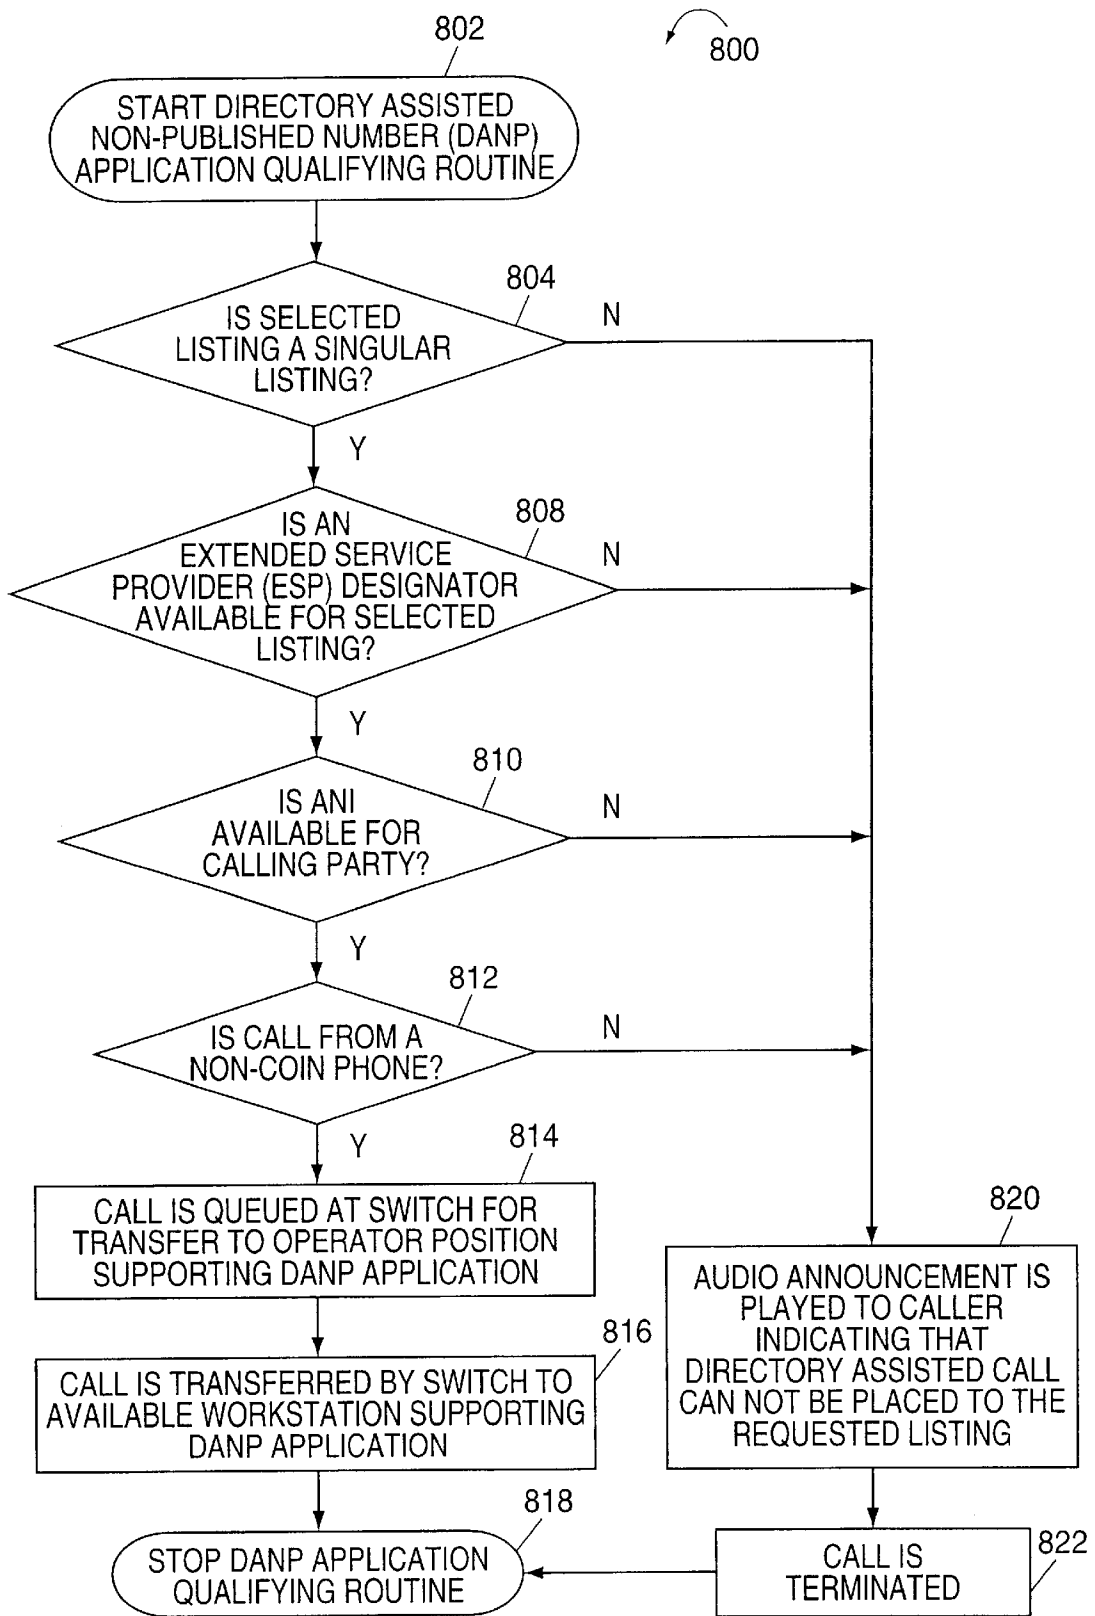 802
800
START DIRECTORY ASSISTED
NON-PUBLISHED NUMBER (DANP)
APPLICATION QUALIFYING ROUTINE
804
IS SELECTED
LISTING A SINGULAR
LISTING?
N
Y
808
IS AN
EXTENDED SERVICE
PROVIDER (ESP) DESIGNATOR
AVAILABLE FOR SELECTED
LISTING?
N
Y
810
IS ANI
AVAILABLE FOR
CALLING PARTY?
N
Y
812
IS CALL FROM A
NON-COIN PHONE?
N
Y
814
CALL IS QUEUED AT SWITCH FOR
TRANSFER TO OPERATOR POSITION
SUPPORTING DANP APPLICATION
816
CALL IS TRANSFERRED BY SWITCH TO
AVAILABLE WORKSTATION SUPPORTING
DANP APPLICATION
820
AUDIO ANNOUNCEMENT IS
PLAYED TO CALLER
INDICATING THAT
DIRECTORY ASSISTED CALL
CAN NOT BE PLACED TO THE
REQUESTED LISTING
818
STOP DANP APPLICATION
QUALIFYING ROUTINE
822
CALL IS
TERMINATED